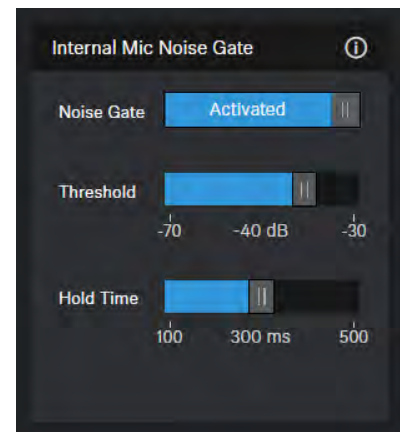 Internal Mic Noise Gate
Noise Gate Activated
Threshold
-70 -40 dB -30
Hold Time
100 300 ms 500